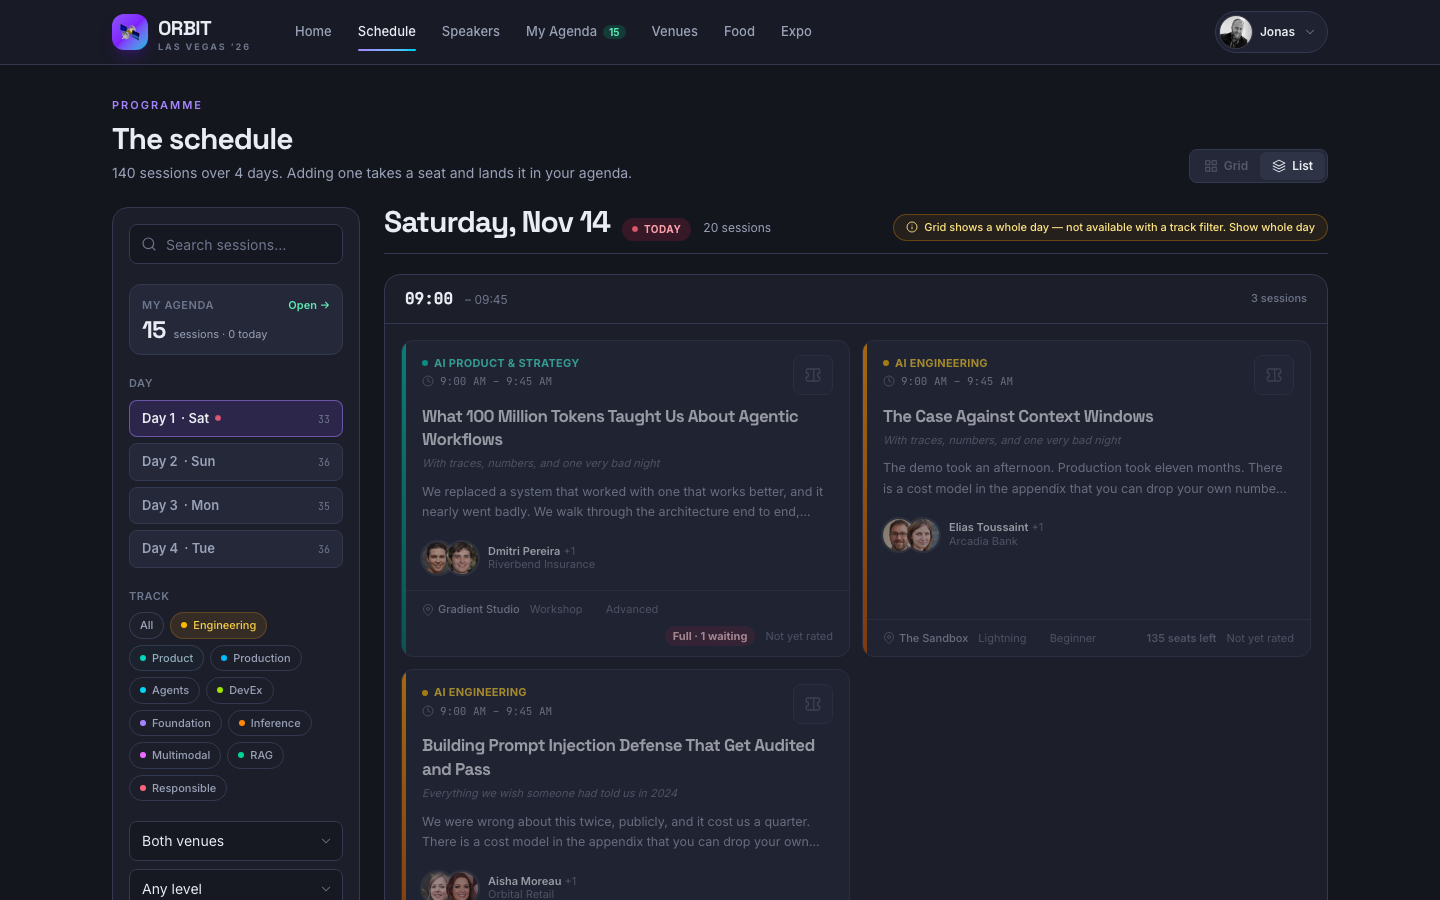 ORBIT
LAS VEGAS '26
Home
Schedule
Speakers
My Agenda 15
Venues
Food
Expo
Jonas
PROGRAMME
The schedule
140 sessions over 4 days. Adding one takes a seat and lands it in your agenda.
Grid
List
Search sessions...
MY AGENDA
Open →
15 sessions · 0 today
DAY
Day 1 · Sat 33
Day 2 · Sun 36
Day 3 · Mon 35
Day 4 · Tue 36
TRACK
All
Engineering
Product
Production
Agents
DevEx
Foundation
Inference
Multimodal
RAG
Responsible
Both venues
Any level
Saturday, Nov 14
TODAY
20 sessions
Grid shows a whole day — not available with a track filter. Show whole day
09:00 – 09:45
3 sessions
AI PRODUCT & STRATEGY
9:00 AM – 9:45 AM
What 100 Million Tokens Taught Us About Agentic
Workflows
With traces, numbers, and one very bad night
We replaced a system that worked with one that works better, and it
nearly went badly. We walk through the architecture end to end,...
Dmitri Pereira +1
Riverbend Insurance
Gradient Studio
Workshop
Advanced
Full · 1 waiting
Not yet rated
AI ENGINEERING
9:00 AM – 9:45 AM
The Case Against Context Windows
With traces, numbers, and one very bad night
The demo took an afternoon. Production took eleven months. There
is a cost model in the appendix that you can drop your own numbe...
Elias Toussaint +1
Arcadia Bank
The Sandbox
Lightning
Beginner
135 seats left
Not yet rated
AI ENGINEERING
9:00 AM – 9:45 AM
Building Prompt Injection Defense That Get Audited
and Pass
Everything we wish someone had told us in 2024
We were wrong about this twice, publicly, and it cost us a quarter.
There is a cost model in the appendix that you can drop your own...
Aisha Moreau +1
Orbital Retail